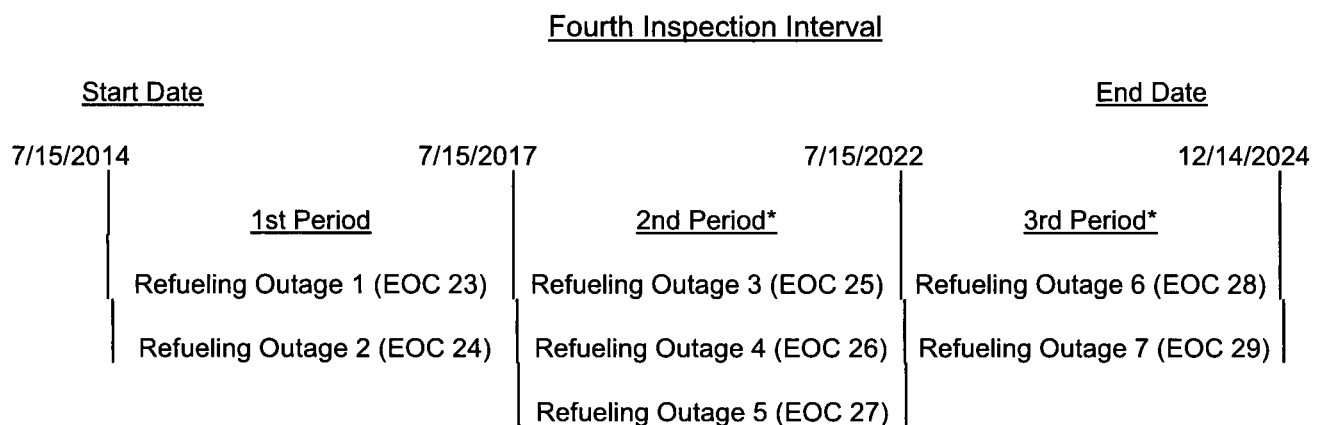 Fourth Inspection Interval
Start Date End Date
7/15/2014 7/15/2017 7/15/2022 12/14/2024
1st Period 2nd Period* 3rd Period*
Refueling Outage 1 (EOC 23) Refueling Outage 3 (EOC 25) Refueling Outage 6 (EOC 28)
Refueling Outage 2 (EOC 24) Refueling Outage 4 (EOC 26) Refueling Outage 7 (EOC 29)
Refueling Outage 5 (EOC 27)